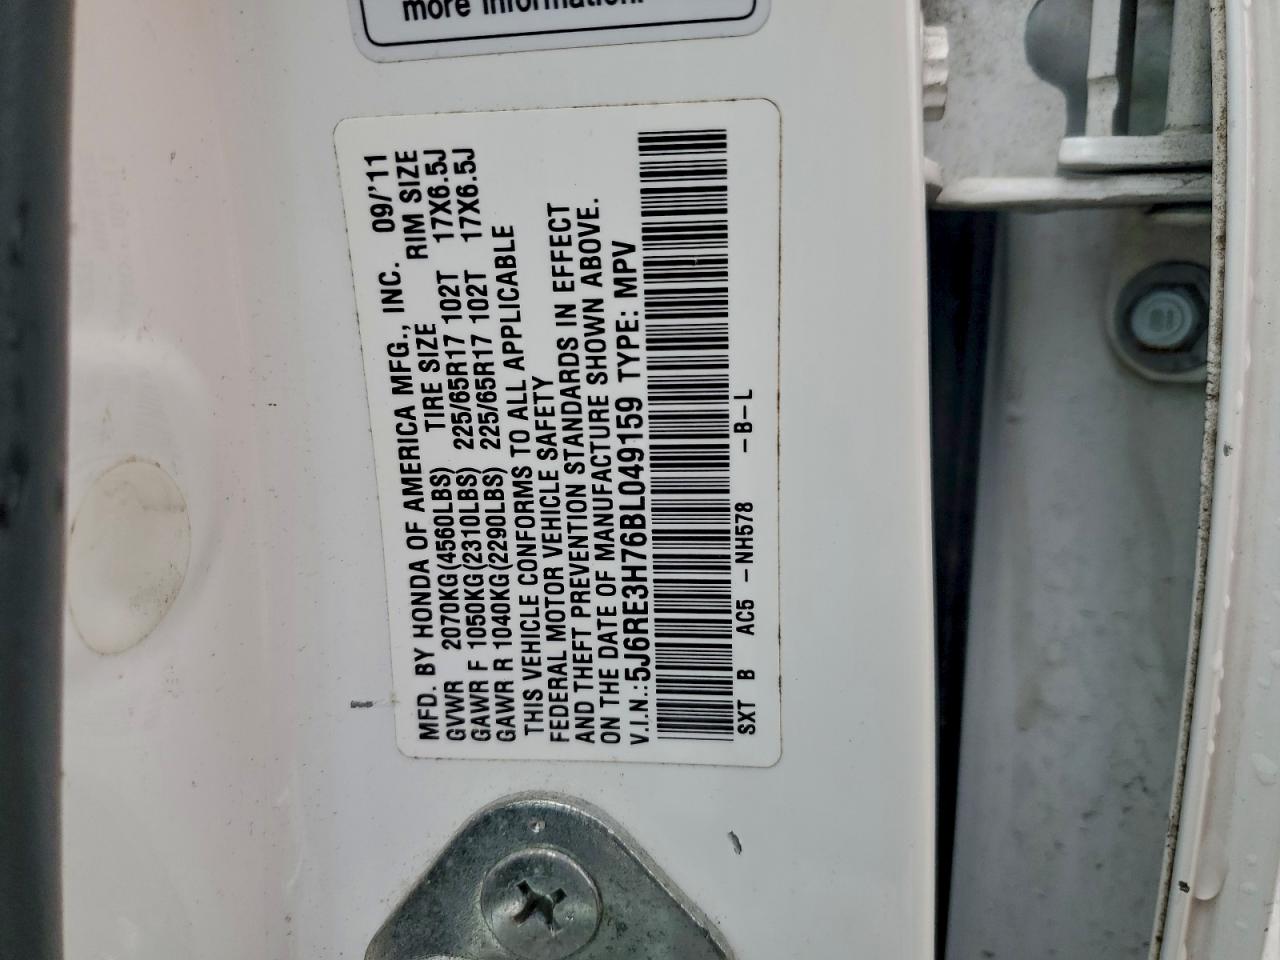 more information.
MFD. BY HONDA OF AMERICA MFG., INC. 09/'11
GVWR 2070KG(4560LBS) TIRE SIZE RIM SIZE
GAWR F 1050KG(2310LBS) 225/65R17 102T 17X6.5J
GAWR R 1040KG(2290LBS) 225/65R17 102T 17X6.5J
THIS VEHICLE CONFORMS TO ALL APPLICABLE
FEDERAL MOTOR VEHICLE SAFETY
AND THEFT PREVENTION STANDARDS IN EFFECT
ON THE DATE OF MANUFACTURE SHOWN ABOVE.
V.I.N.: 5J6RE3H76BL049159 TYPE: MPV
SXT B AC5 -NH578 -B-L